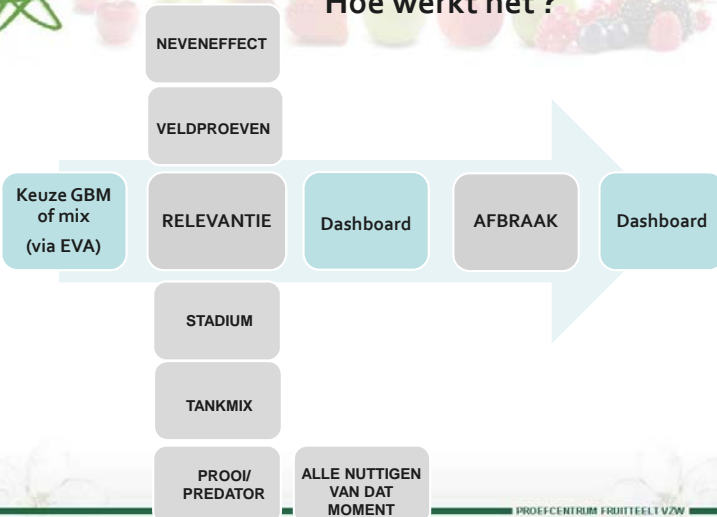 Hoe werkt het ?
NEVENEFFECT
VELDPROEVEN
Keuze GBM
of mix
(via EVA)
RELEVANTIE
Dashboard
AFBRAAK
Dashboard
STADIUM
TANKMIX
PROOI/
PREDATOR
ALLE NUTTIGEN
VAN DAT
MOMENT
PROEFCENTRUM FRUITTEELT VZW